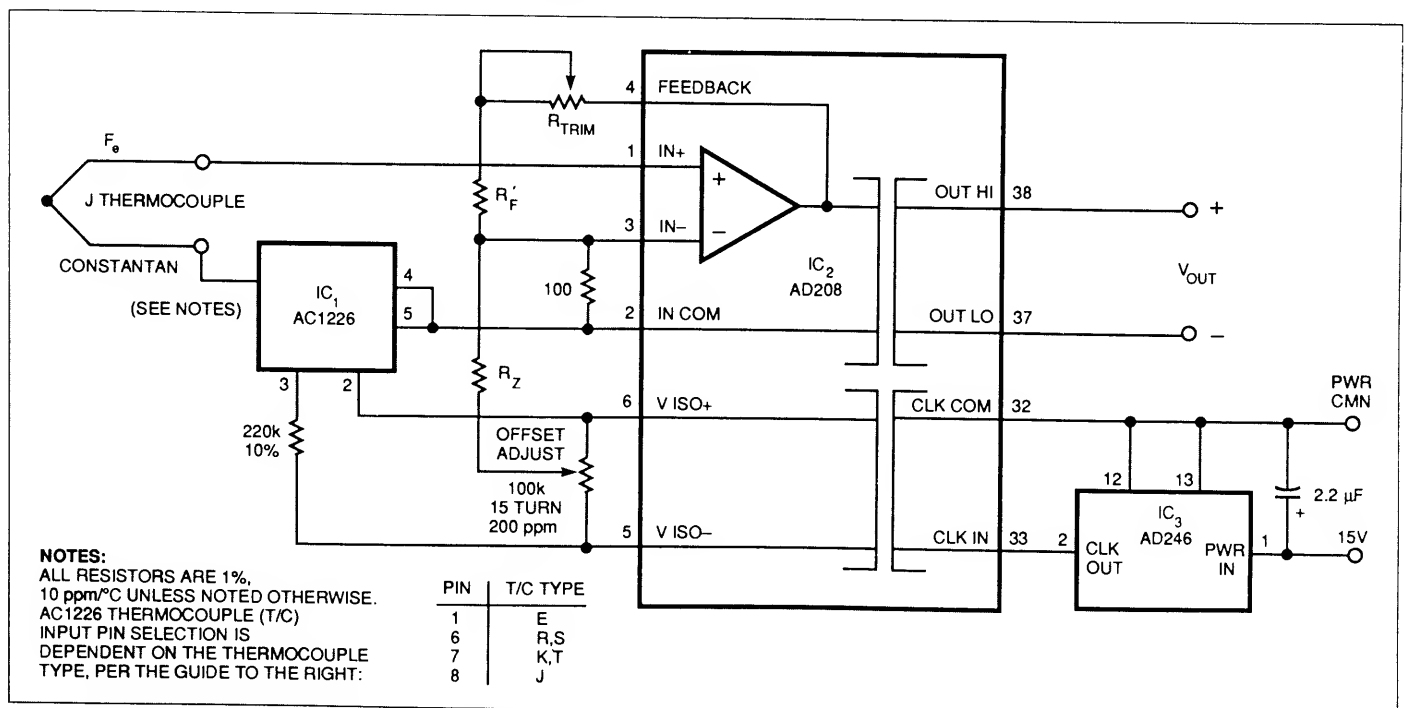 4 FEEDBACK
R_TRIM
F_e
1 IN+
+
J THERMOCOUPLE
R_F'
−
OUT HI 38
+
3 IN−
CONSTANTAN
(SEE NOTES)
IC1
AC1226
4
5
100
IC2
AD208
V_OUT
2 IN COM
OUT LO 37
−
3
2
R_Z
6 V ISO+
CLK COM 32
PWR
CMN
220k
10%
OFFSET
ADJUST
100k
15 TURN
200 ppm
12
13
2.2 μF
+
IC3
AD246
5 V ISO−
CLK IN 33
2 CLK
OUT
PWR
IN
1
15V
NOTES:
ALL RESISTORS ARE 1%,
10 ppm/°C UNLESS NOTED OTHERWISE.
AC1226 THERMOCOUPLE (T/C)
INPUT PIN SELECTION IS
DEPENDENT ON THE THERMOCOUPLE
TYPE, PER THE GUIDE TO THE RIGHT:
PIN T/C TYPE
1 E
6 R,S
7 K,T
8 J